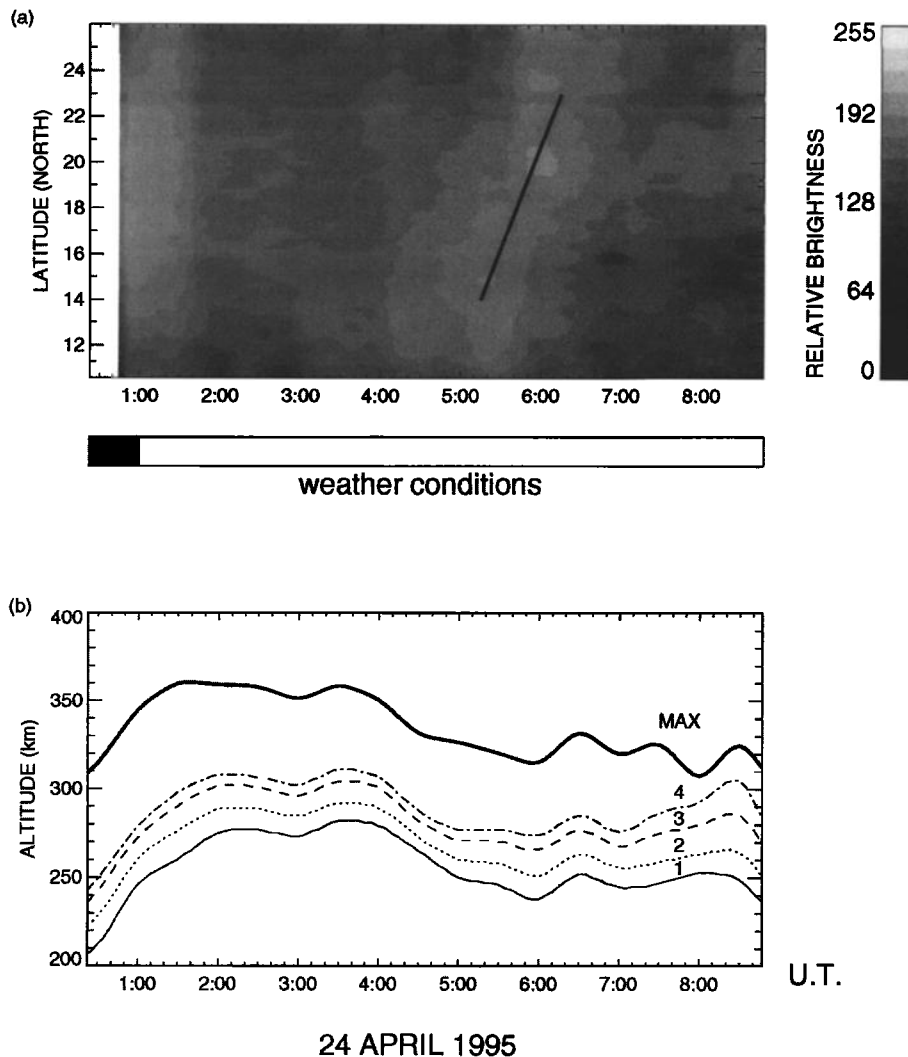 (a)
LATITUDE (NORTH)
24
22
20
18
16
14
12
1:00 2:00 3:00 4:00 5:00 6:00 7:00 8:00
RELATIVE BRIGHTNESS
255
192
128
64
0
weather conditions
(b)
ALTITUDE (km)
400
350
300
250
200
MAX
4
3
2
1
1:00 2:00 3:00 4:00 5:00 6:00 7:00 8:00
U.T.
24 APRIL 1995